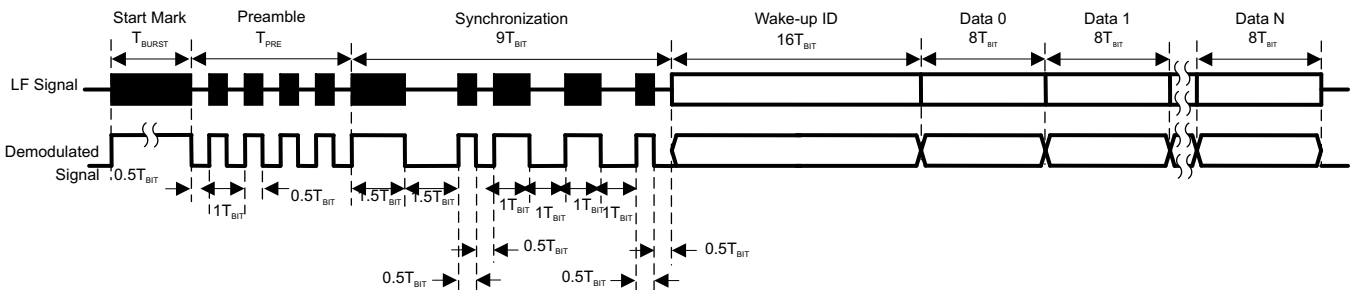 Start Mark
T_BURST
Preamble
T_PRE
Synchronization
9T_BIT
Wake-up ID
16T_BIT
Data 0
8T_BIT
Data 1
8T_BIT
Data N
8T_BIT
LF Signal
Demodulated
Signal
0.5T_BIT
1T_BIT
0.5T_BIT
1.5T_BIT
1.5T_BIT
1T_BIT
1T_BIT
1T_BIT
1T_BIT
0.5T_BIT
0.5T_BIT
0.5T_BIT
0.5T_BIT